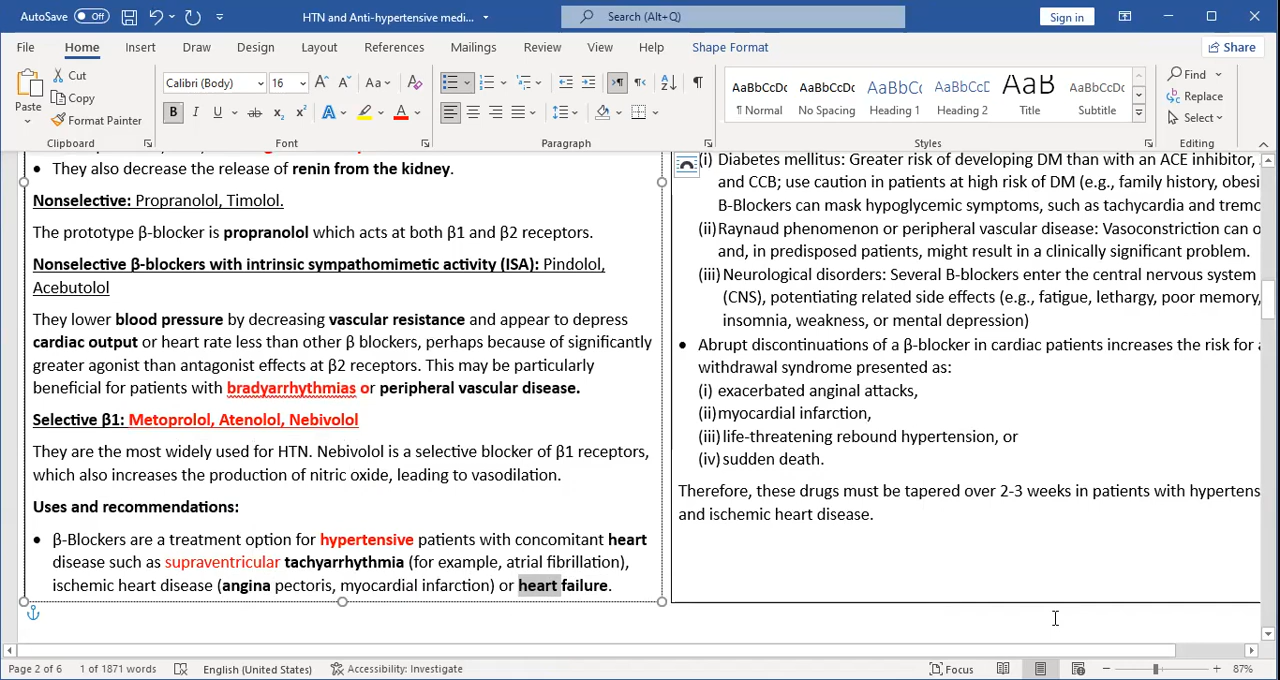 AutoSave Off HTN and Anti-hypertensive medi... Search (Alt+Q) Sign in
File Home Insert Draw Design Layout References Mailings Review View Help Shape Format Share
Paste Cut Copy Format Painter
Calibri (Body) 16
AaBbCcDc AaBbCcDc AaBbCc AaBbCcD AaB AaBbCcDc
¶ Normal No Spacing Heading 1 Heading 2 Title Subtitle
Find Replace Select
Clipboard Font Paragraph Styles Editing
• They also decrease the release of renin from the kidney.
Nonselective: Propranolol, Timolol.
The prototype β-blocker is propranolol which acts at both β1 and β2 receptors.
Nonselective β-blockers with intrinsic sympathomimetic activity (ISA): Pindolol,
Acebutolol
They lower blood pressure by decreasing vascular resistance and appear to depress
cardiac output or heart rate less than other β blockers, perhaps because of significantly
greater agonist than antagonist effects at β2 receptors. This may be particularly
beneficial for patients with bradyarrhythmias or peripheral vascular disease.
Selective β1: Metoprolol, Atenolol, Nebivolol
They are the most widely used for HTN. Nebivolol is a selective blocker of β1 receptors,
which also increases the production of nitric oxide, leading to vasodilation.
Uses and recommendations:
• β-Blockers are a treatment option for hypertensive patients with concomitant heart
disease such as supraventricular tachyarrhythmia (for example, atrial fibrillation),
ischemic heart disease (angina pectoris, myocardial infarction) or heart failure.
(i) Diabetes mellitus: Greater risk of developing DM than with an ACE inhibitor,
and CCB; use caution in patients at high risk of DM (e.g., family history, obesi
B-Blockers can mask hypoglycemic symptoms, such as tachycardia and tremo
(ii) Raynaud phenomenon or peripheral vascular disease: Vasoconstriction can o
and, in predisposed patients, might result in a clinically significant problem.
(iii) Neurological disorders: Several B-blockers enter the central nervous system
(CNS), potentiating related side effects (e.g., fatigue, lethargy, poor memory,
insomnia, weakness, or mental depression)
• Abrupt discontinuations of a β-blocker in cardiac patients increases the risk for a
withdrawal syndrome presented as:
(i) exacerbated anginal attacks,
(ii) myocardial infarction,
(iii) life-threatening rebound hypertension, or
(iv) sudden death.
Therefore, these drugs must be tapered over 2-3 weeks in patients with hypertens
and ischemic heart disease.
Page 2 of 6 1 of 1871 words English (United States) Accessibility: Investigate Focus 87%